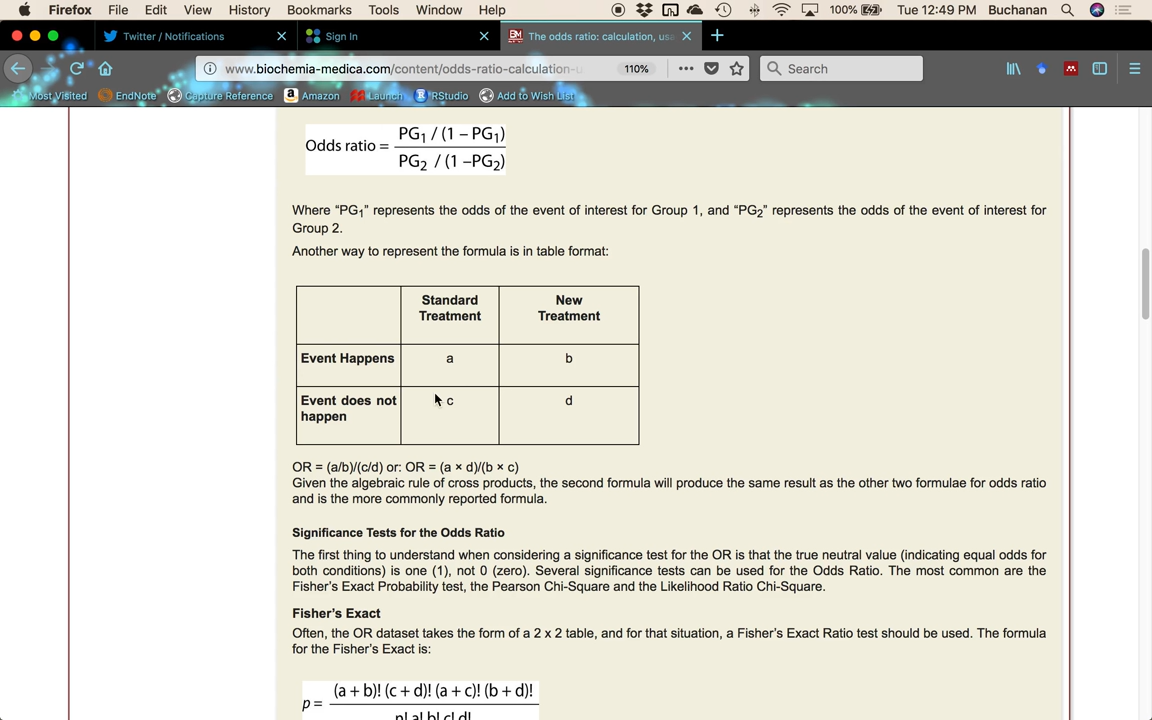 Firefox File Edit View History Bookmarks Tools Window Help 100% Tue 12:49 PM Buchanan
Twitter / Notifications Sign In The odds ratio: calculation, usa
www.biochemia-medica.com/content/odds-ratio-calculation-u 110% Search
Most Visited EndNote Capture Reference Amazon Launch RStudio Add to Wish List
Odds ratio = PG1 / (1 – PG1)
PG2 / (1 –PG2)
Where “PG1” represents the odds of the event of interest for Group 1, and “PG2” represents the odds of the event of interest for
Group 2.
Another way to represent the formula is in table format:
Standard Treatment New Treatment
Event Happens a b
Event does not happen c d
OR = (a/b)/(c/d) or: OR = (a × d)/(b × c)
Given the algebraic rule of cross products, the second formula will produce the same result as the other two formulae for odds ratio
and is the more commonly reported formula.
Significance Tests for the Odds Ratio
The first thing to understand when considering a significance test for the OR is that the true neutral value (indicating equal odds for
both conditions) is one (1), not 0 (zero). Several significance tests can be used for the Odds Ratio. The most common are the
Fisher’s Exact Probability test, the Pearson Chi-Square and the Likelihood Ratio Chi-Square.
Fisher’s Exact
Often, the OR dataset takes the form of a 2 x 2 table, and for that situation, a Fisher’s Exact Ratio test should be used. The formula
for the Fisher’s Exact is:
p = (a + b)! (c + d)! (a + c)! (b + d)!
n! a! b! c! d!